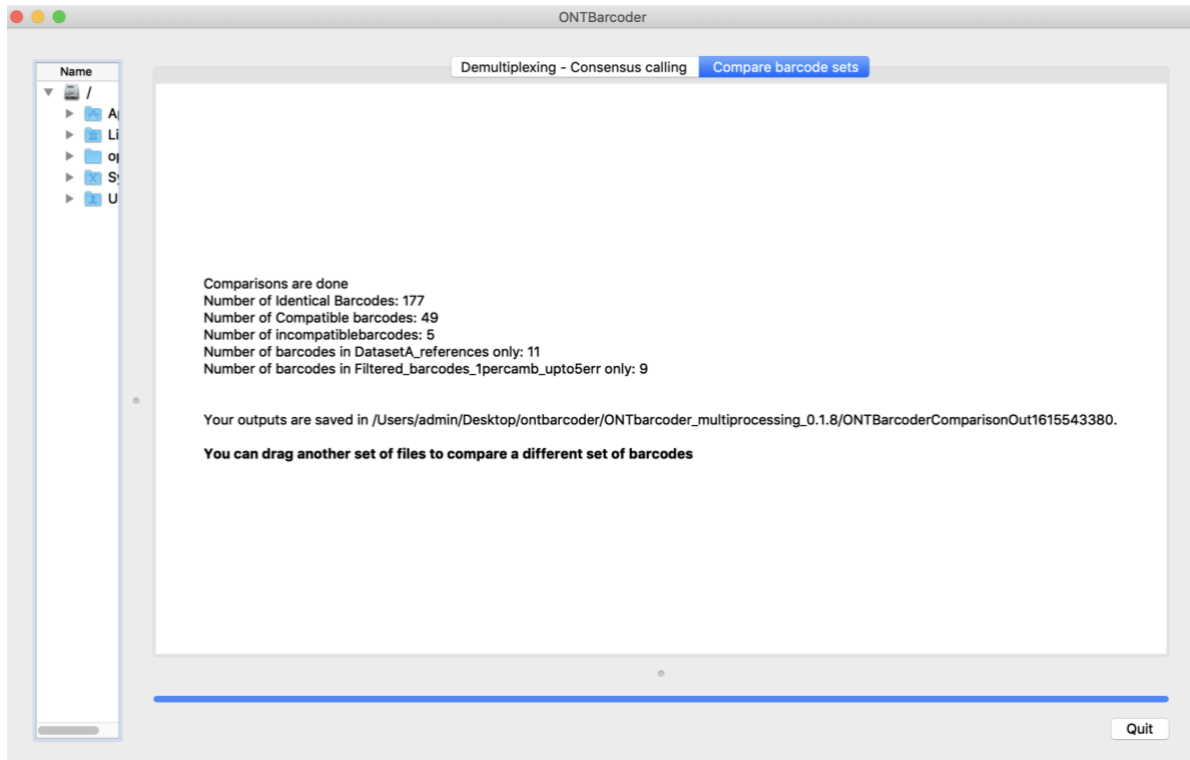 ONTBarcoder
Name
/
Demultiplexing - Consensus calling
Compare barcode sets
Comparisons are done
Number of Identical Barcodes: 177
Number of Compatible barcodes: 49
Number of incompatiblebarcodes: 5
Number of barcodes in DatasetA_references only: 11
Number of barcodes in Filtered_barcodes_1percamb_upto5err only: 9
Your outputs are saved in /Users/admin/Desktop/ontbarcoder/ONTbarcoder_multiprocessing_0.1.8/ONTBarcoderComparisonOut1615543380.
You can drag another set of files to compare a different set of barcodes
Quit